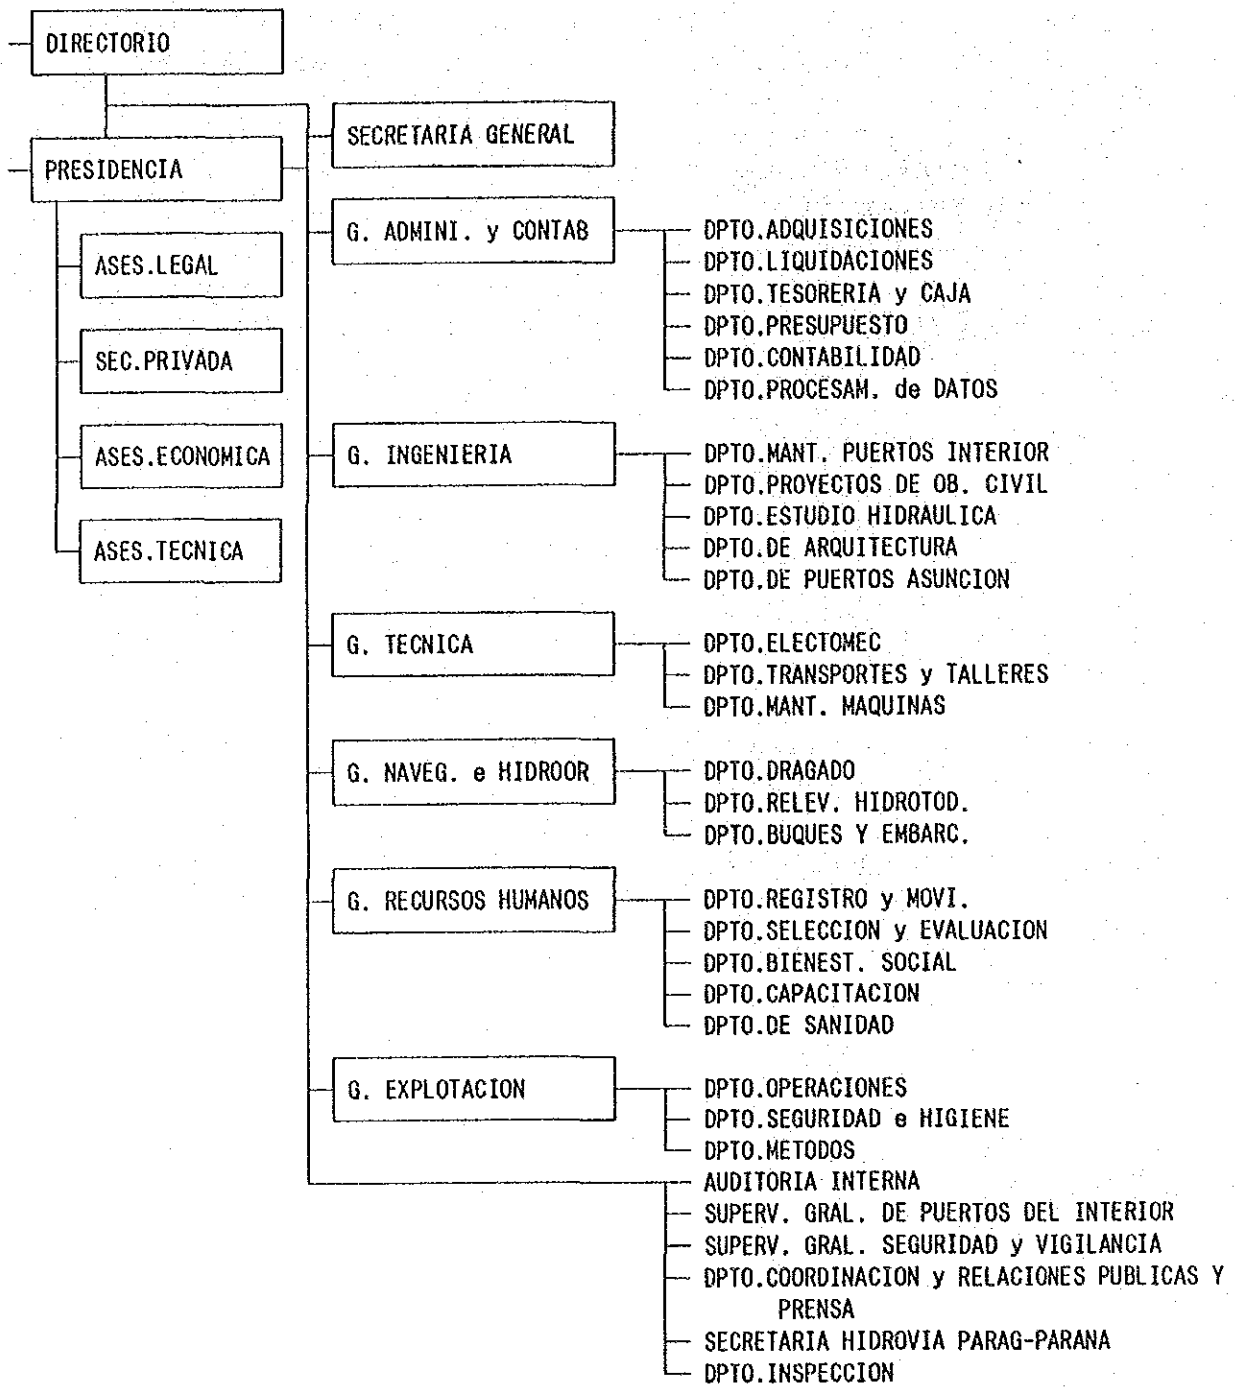 DIRECTORIO
SECRETARIA GENERAL
PRESIDENCIA
ASES.LEGAL
SEC.PRIVADA
ASES.ECONOMICA
ASES.TECNICA
G. ADMINI. y CONTAB
DPTO.ADQUISICIONES
DPTO.LIQUIDACIONES
DPTO.TESORERIA y CAJA
DPTO.PRESUPUESTO
DPTO.CONTABILIDAD
DPTO.PROCESAM. de DATOS
G. INGENIERIA
DPTO.MANT. PUERTOS INTERIOR
DPTO.PROYECTOS DE OB. CIVIL
DPTO.ESTUDIO HIDRAULICA
DPTO.DE ARQUITECTURA
DPTO.DE PUERTOS ASUNCION
G. TECNICA
DPTO.ELECTOMEC
DPTO.TRANSPORTES y TALLERES
DPTO.MANT. MAQUINAS
G. NAVEG. e HIDROOR
DPTO.DRAGADO
DPTO.RELEV. HIDROTOD.
DPTO.BUQUES Y EMBARC.
G. RECURSOS HUMANOS
DPTO.REGISTRO y MOVI.
DPTO.SELECCION y EVALUACION
DPTO.BIENEST. SOCIAL
DPTO.CAPACITACION
DPTO.DE SANIDAD
G. EXPLOTACION
DPTO.OPERACIONES
DPTO.SEGURIDAD e HIGIENE
DPTO.METODOS
AUDITORIA INTERNA
SUPERV. GRAL. DE PUERTOS DEL INTERIOR
SUPERV. GRAL. SEGURIDAD y VIGILANCIA
DPTO.COORDINACION y RELACIONES PUBLICAS Y
PRENSA
SECRETARIA HIDROVIA PARAG-PARANA
DPTO.INSPECCION